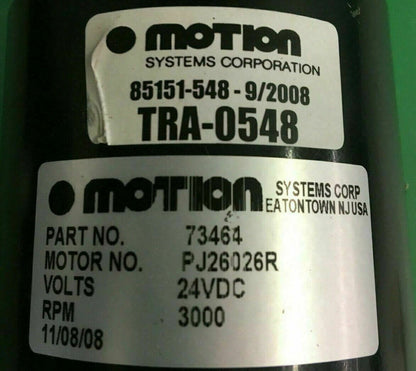 MOTION
SYSTEMS CORPORATION
85151-548 - 9/2008
TRA-0548
MOTION SYSTEMS CORP
EATONTOWN NJ USA
PART NO. 73464
MOTOR NO. PJ26026R
VOLTS 24VDC
RPM 3000
11/08/08